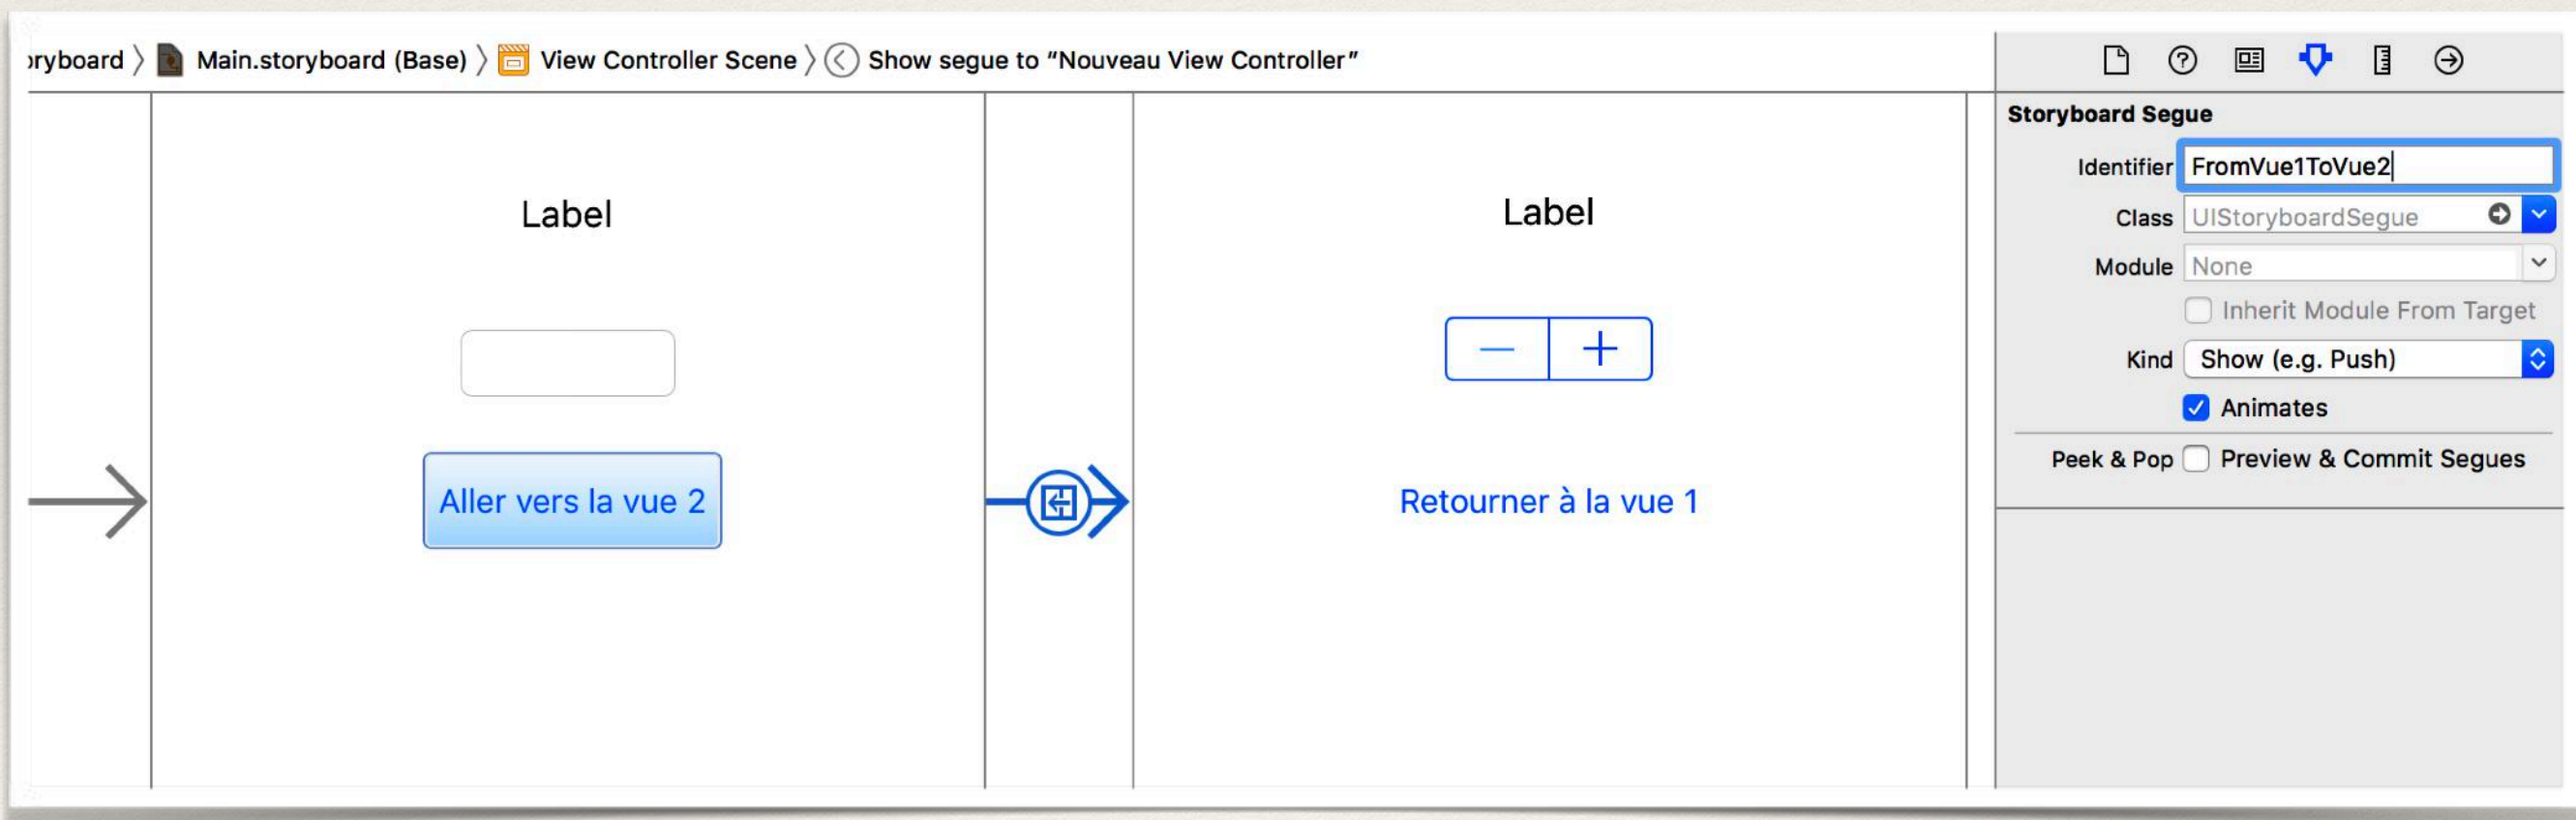 oryboard 〉 Main.storyboard (Base) 〉 View Controller Scene 〉 Show segue to “Nouveau View Controller”
Label
Aller vers la vue 2
Label
Retourner à la vue 1
Storyboard Segue
Identifier FromVue1ToVue2
Class UIStoryboardSegue
Module None
Inherit Module From Target
Kind Show (e.g. Push)
Animates
Peek & Pop Preview & Commit Segues